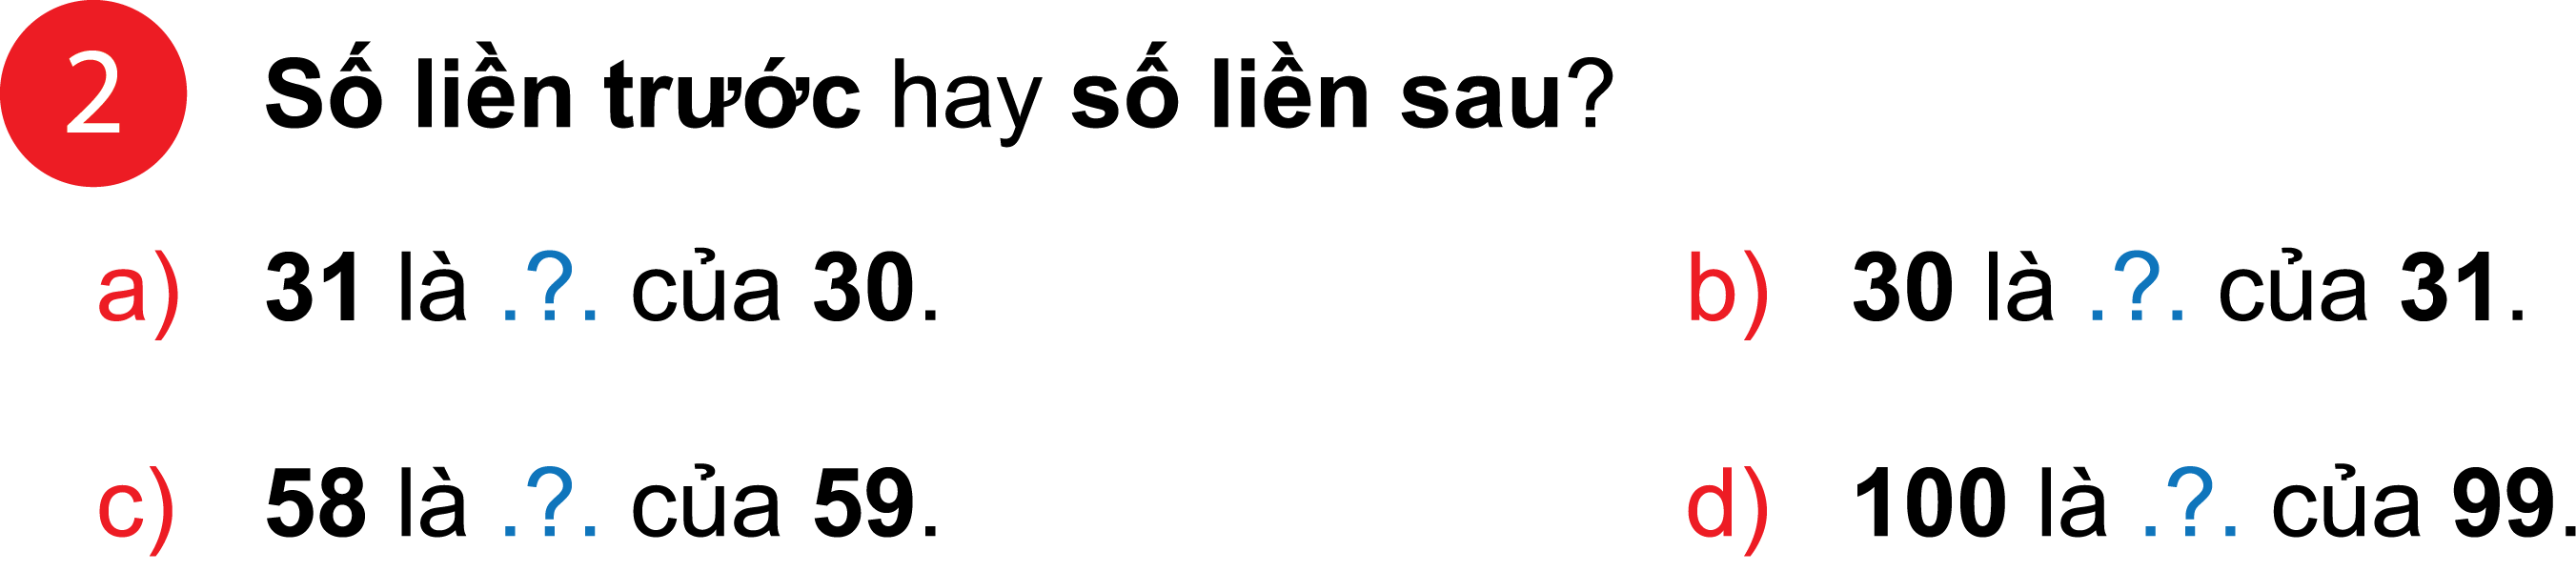 2 Số liền trước hay số liền sau?
a) 31 là .?. của 30. b) 30 là .?. của 31.
c) 58 là .?. của 59. d) 100 là .?. của 99.